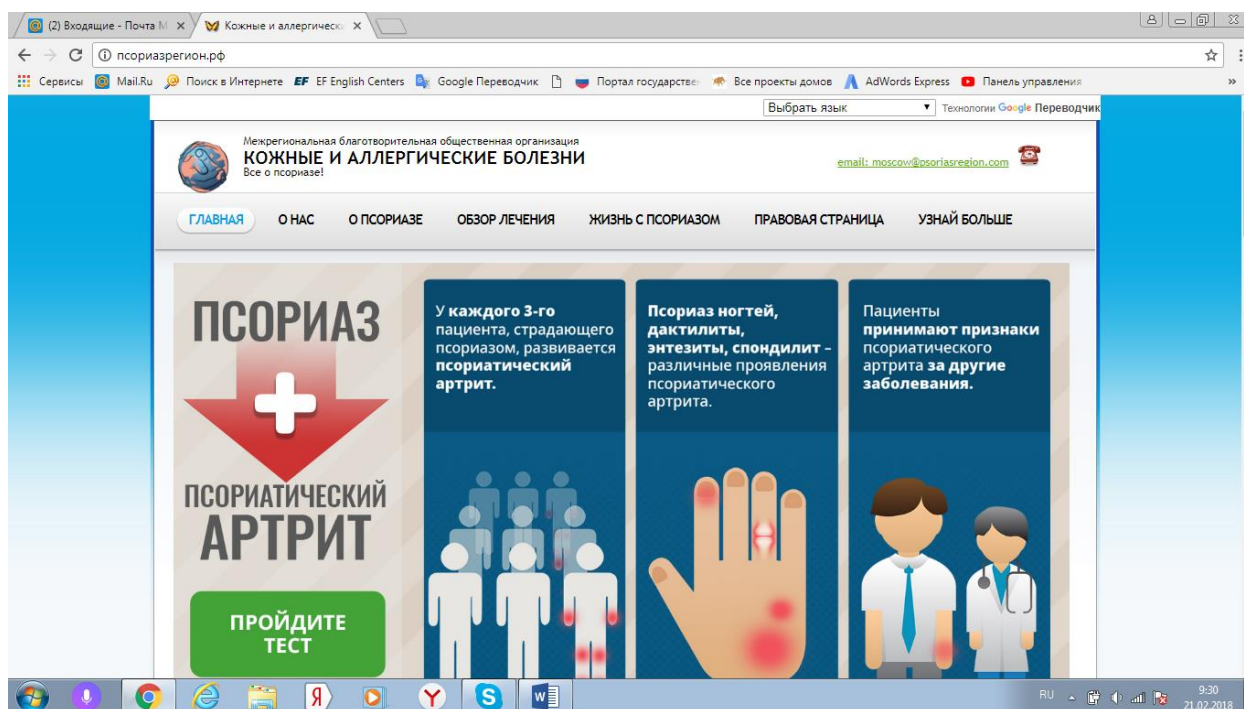 (2) Входящие - Почта М
Кожные и аллергическ
псориазрегион.рф
Сервисы Mail.Ru Поиск в Интернете EF EF English Centers Google Переводчик Портал государстве Все проекты домов AdWords Express Панель управления »
Выбрать язык ▼ Технологии Google Переводчик
Межрегиональная благотворительная общественная организация
КОЖНЫЕ И АЛЛЕРГИЧЕСКИЕ БОЛЕЗНИ
Все о псориазе!
email: moscow@psoriasregion.com
ГЛАВНАЯ О НАС О ПСОРИАЗЕ ОБЗОР ЛЕЧЕНИЯ ЖИЗНЬ С ПСОРИАЗОМ ПРАВОВАЯ СТРАНИЦА УЗНАЙ БОЛЬШЕ
ПСОРИАЗ
ПСОРИАТИЧЕСКИЙ
АРТРИТ
ПРОЙДИТЕ
ТЕСТ
У каждого 3-го
пациента, страдающего
псориазом, развивается
псориатический
артрит.
Псориаз ногтей,
дактилиты,
энтезиты, спондилит –
различные проявления
псориатического
артрита.
Пациенты
принимают признаки
псориатического
артрита за другие
заболевания.
RU
9:30
21.02.2018